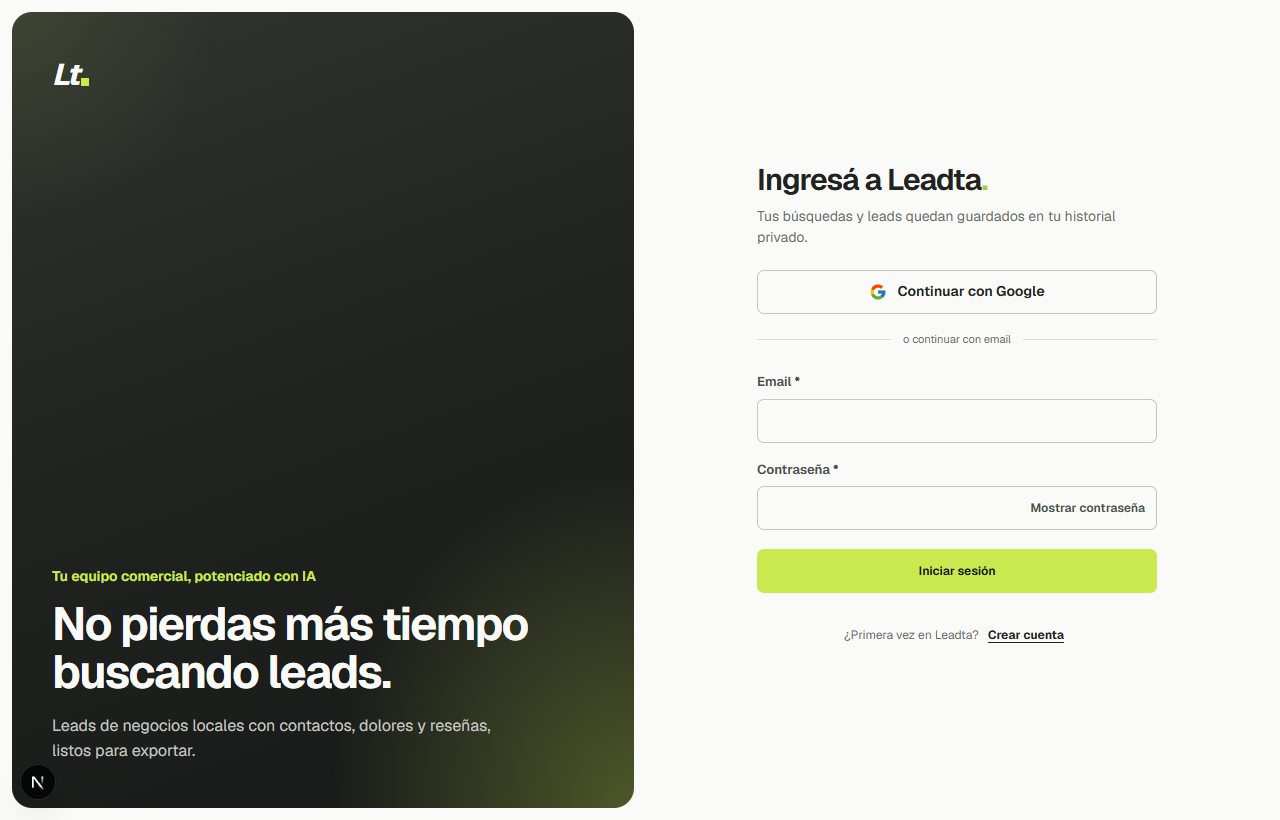 Lt.
Tu equipo comercial, potenciado con IA
No pierdas más tiempo
buscando leads.
Leads de negocios locales con contactos, dolores y reseñas,
listos para exportar.
N
Ingresá a Leadta.
Tus búsquedas y leads quedan guardados en tu historial
privado.
Continuar con Google
o continuar con email
Email *
Contraseña *
Mostrar contraseña
Iniciar sesión
¿Primera vez en Leadta? Crear cuenta